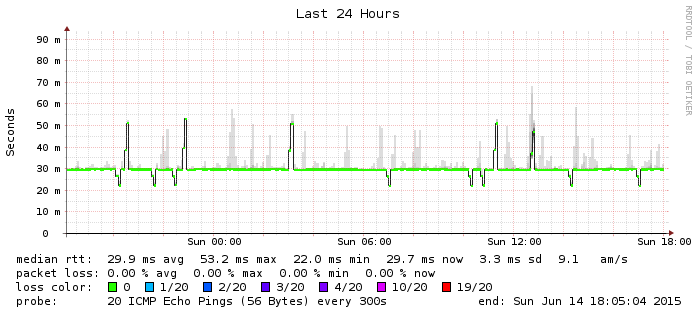 Last 24 Hours
RRDTOOL / TOBI OETIKER
Seconds
90 m
80 m
70 m
60 m
50 m
40 m
30 m
20 m
10 m
0
Sun 00:00 Sun 06:00 Sun 12:00 Sun 18:00
median rtt: 29.9 ms avg 53.2 ms max 22.0 ms min 29.7 ms now 3.3 ms sd 9.1 am/s
packet loss: 0.00 % avg 0.00 % max 0.00 % min 0.00 % now
loss color: 0 1/20 2/20 3/20 4/20 10/20 19/20
probe: 20 ICMP Echo Pings (56 Bytes) every 300s end: Sun Jun 14 18:05:04 2015